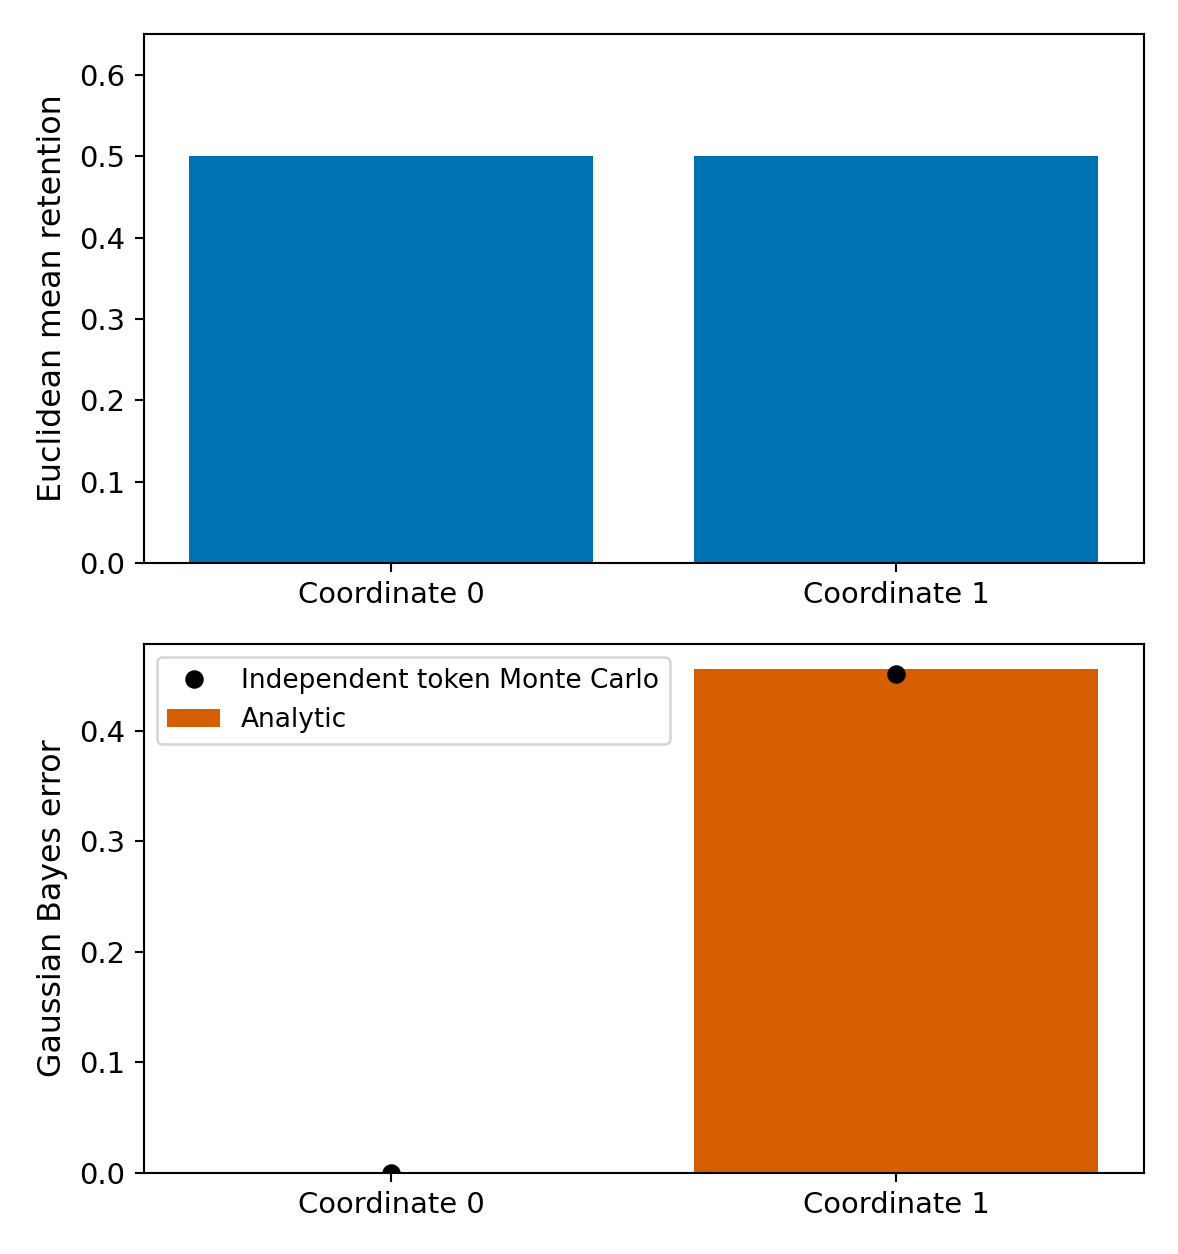 Euclidean mean retention
0.6
0.5
0.4
0.3
0.2
0.1
0.0
Coordinate 0
Coordinate 1
Gaussian Bayes error
0.4
0.3
0.2
0.1
0.0
Independent token Monte Carlo
Analytic
Coordinate 0
Coordinate 1